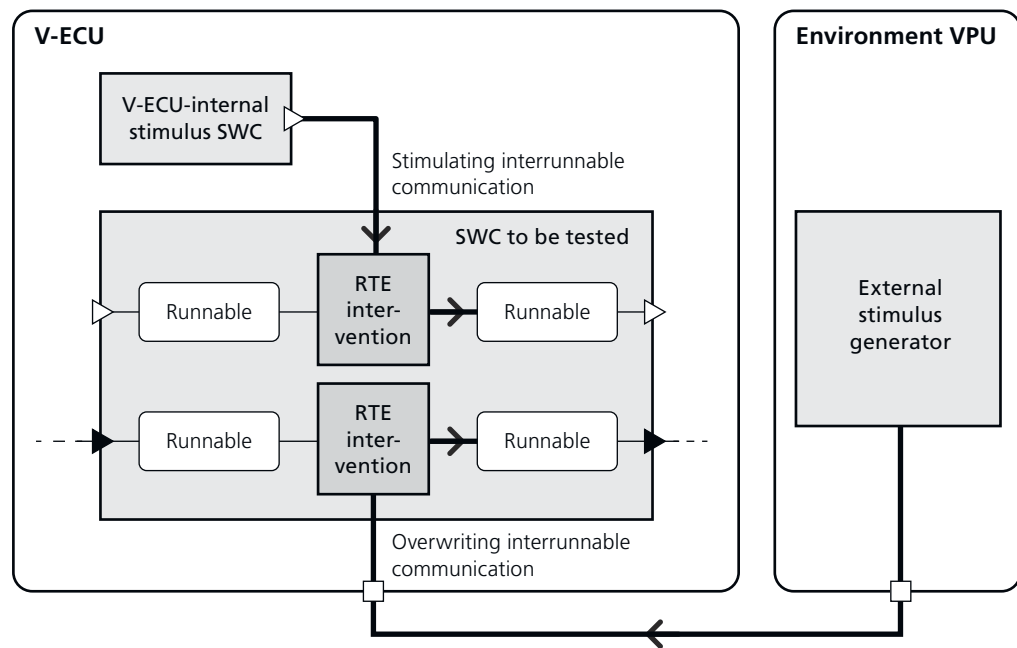 V-ECU
Environment VPU
V-ECU-internal
stimulus SWC
Stimulating interrunnable
communication
SWC to be tested
Runnable
RTE
inter-
vention
Runnable
External
stimulus
generator
Runnable
RTE
inter-
vention
Runnable
Overwriting interrunnable
communication